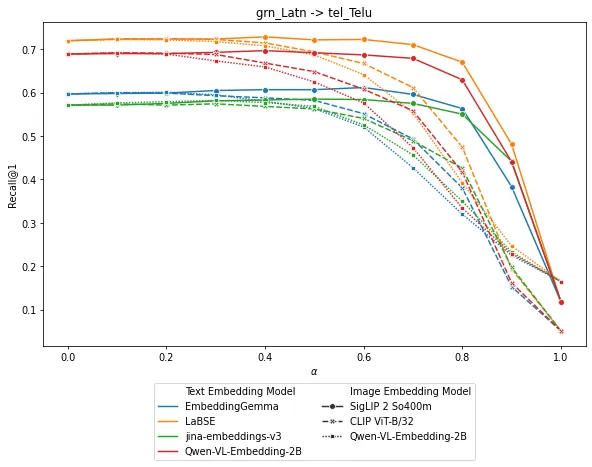 grn_Latn -> tel_Telu
Recall@1
0.7
0.6
0.5
0.4
0.3
0.2
0.1
0.0
0.2
0.4
0.6
0.8
1.0
α
Text Embedding Model
EmbeddingGemma
LaBSE
jina-embeddings-v3
Qwen-VL-Embedding-2B
Image Embedding Model
SigLIP 2 So400m
CLIP ViT-B/32
Qwen-VL-Embedding-2B